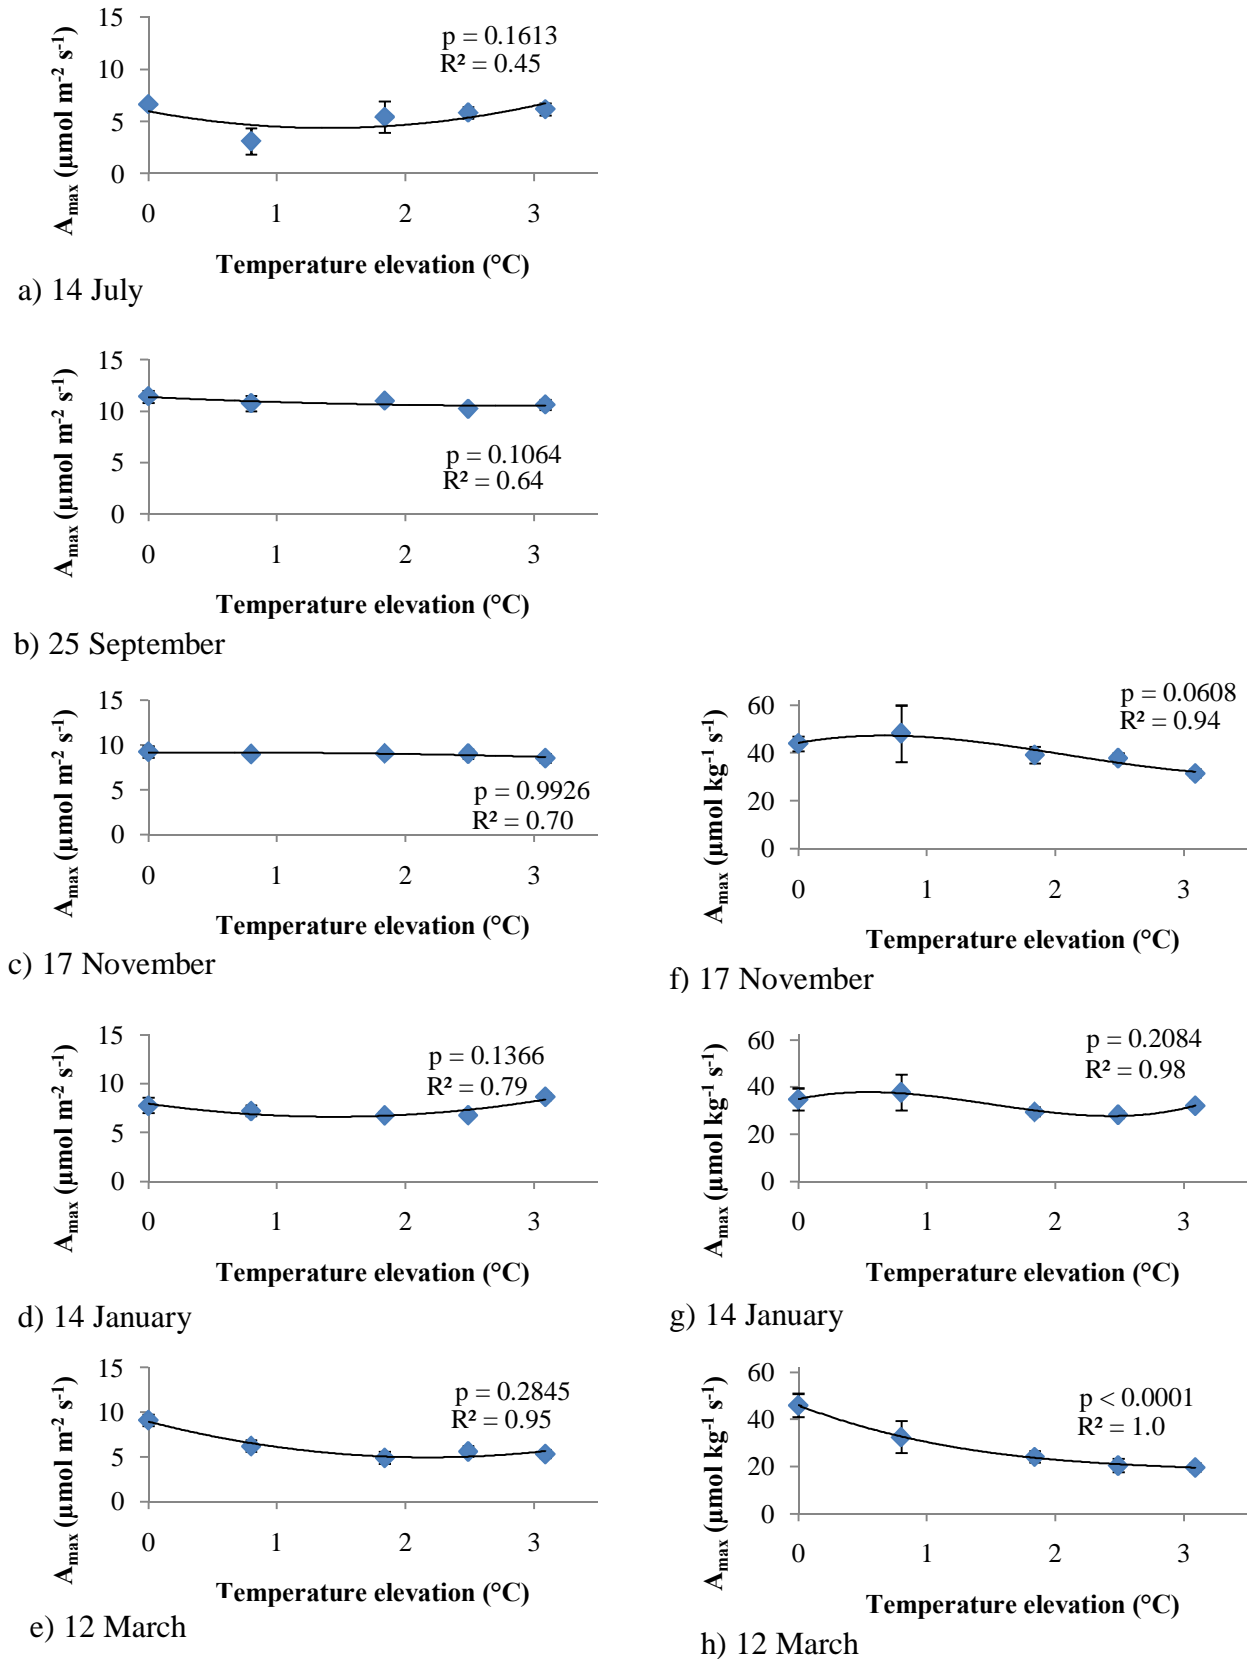 15
10
5
0
A_max (µmol m⁻² s⁻¹)
p = 0.1613
R² = 0.45
0 1 2 3
Temperature elevation (°C)
a) 14 July
15
10
5
0
A_max (µmol m⁻² s⁻¹)
p = 0.1064
R² = 0.64
0 1 2 3
Temperature elevation (°C)
b) 25 September
15
10
5
0
A_max (µmol m⁻² s⁻¹)
p = 0.9926
R² = 0.70
0 1 2 3
Temperature elevation (°C)
c) 17 November
60
40
20
0
A_max (µmol kg⁻¹ s⁻¹)
p = 0.0608
R² = 0.94
0 1 2 3
Temperature elevation (°C)
f) 17 November
15
10
5
0
A_max (µmol m⁻² s⁻¹)
p = 0.1366
R² = 0.79
0 1 2 3
Temperature elevation (°C)
d) 14 January
60
40
20
0
A_max (µmol kg⁻¹ s⁻¹)
p = 0.2084
R² = 0.98
0 1 2 3
Temperature elevation (°C)
g) 14 January
15
10
5
0
A_max (µmol m⁻² s⁻¹)
p = 0.2845
R² = 0.95
0 1 2 3
Temperature elevation (°C)
e) 12 March
60
40
20
0
A_max (µmol kg⁻¹ s⁻¹)
p < 0.0001
R² = 1.0
0 1 2 3
Temperature elevation (°C)
h) 12 March